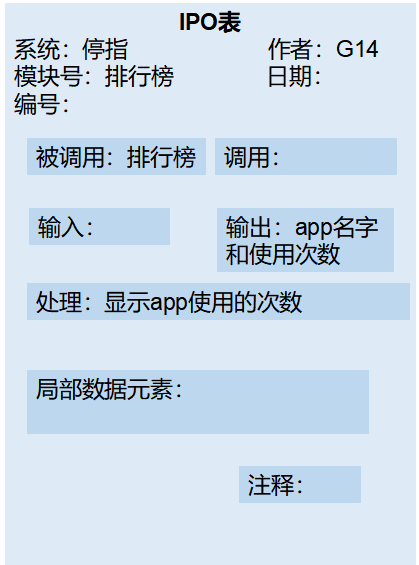 IPO表
系统：停指 作者：G14
模块号：排行榜 日期：
编号：
被调用：排行榜 调用：
输入： 输出：app名字
和使用次数
处理：显示app使用的次数
局部数据元素：
注释：